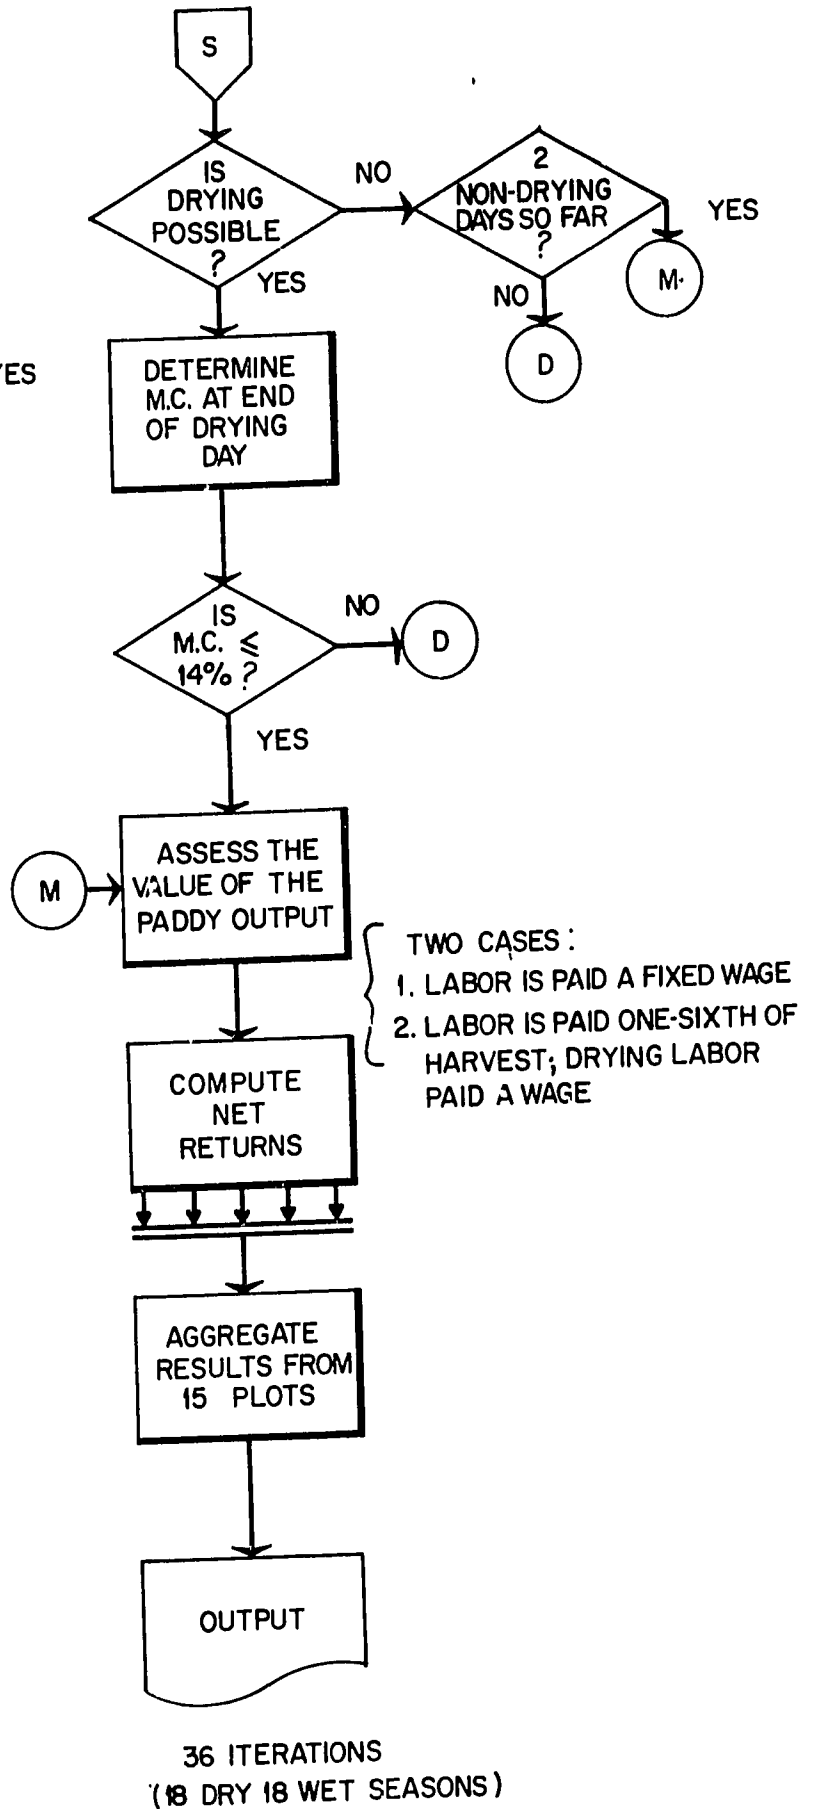 S
IS
DRYING
POSSIBLE
?
NO
YES
2
NON-DRYING
DAYS SO FAR
?
YES
M
NO
D
YES
DETERMINE
M.C. AT END
OF DRYING
DAY
IS
M.C. ≤
14% ?
NO
D
YES
M
ASSESS THE
VALUE OF THE
PADDY OUTPUT
TWO CASES:
1. LABOR IS PAID A FIXED WAGE
2. LABOR IS PAID ONE-SIXTH OF
HARVEST; DRYING LABOR
PAID A WAGE
COMPUTE
NET
RETURNS
AGGREGATE
RESULTS FROM
15 PLOTS
OUTPUT
36 ITERATIONS
(18 DRY 18 WET SEASONS)